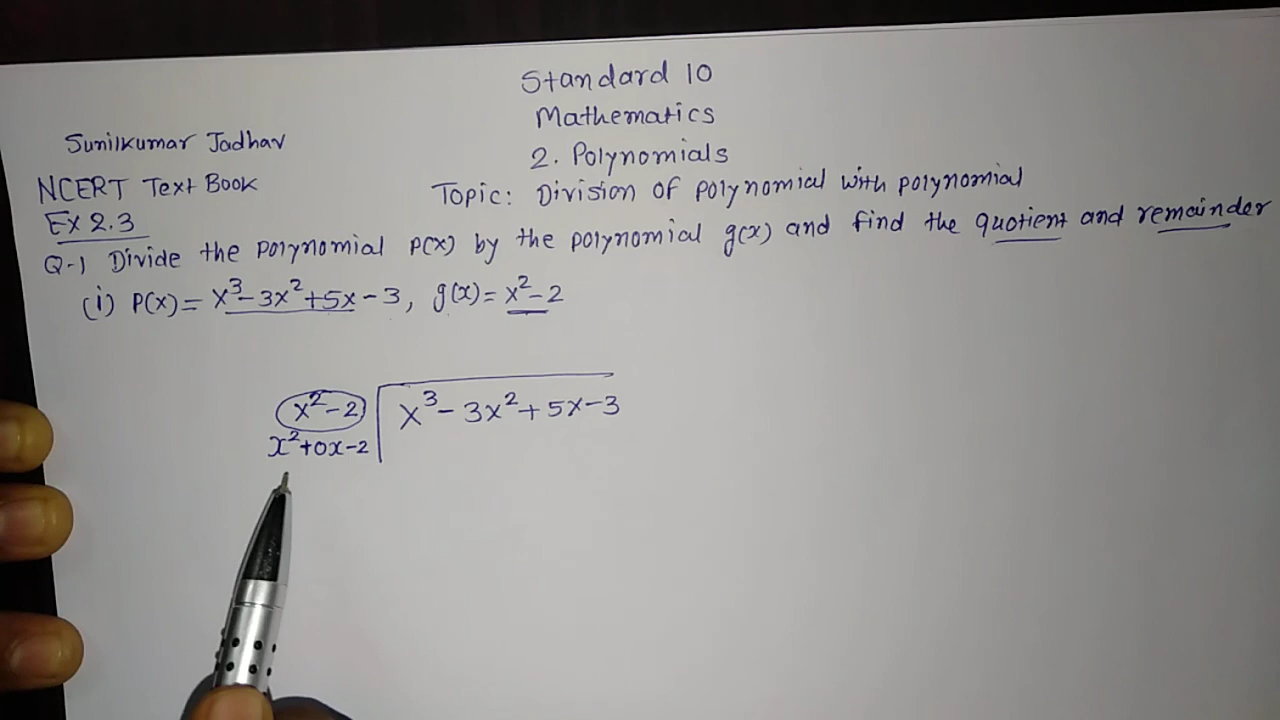 Standard 10
Mathematics
Sunilkumar Jadhav
2. Polynomials
NCERT Text Book
Topic: Division of polynomial with polynomial
Ex 2.3
Q-1 Divide the polynomial P(x) by the polynomial g(x) and find the quotient and remainder
(i) P(x) = x³ - 3x² + 5x - 3, g(x) = x² - 2
x² - 2 x³ - 3x² + 5x - 3
x² + 0x - 2